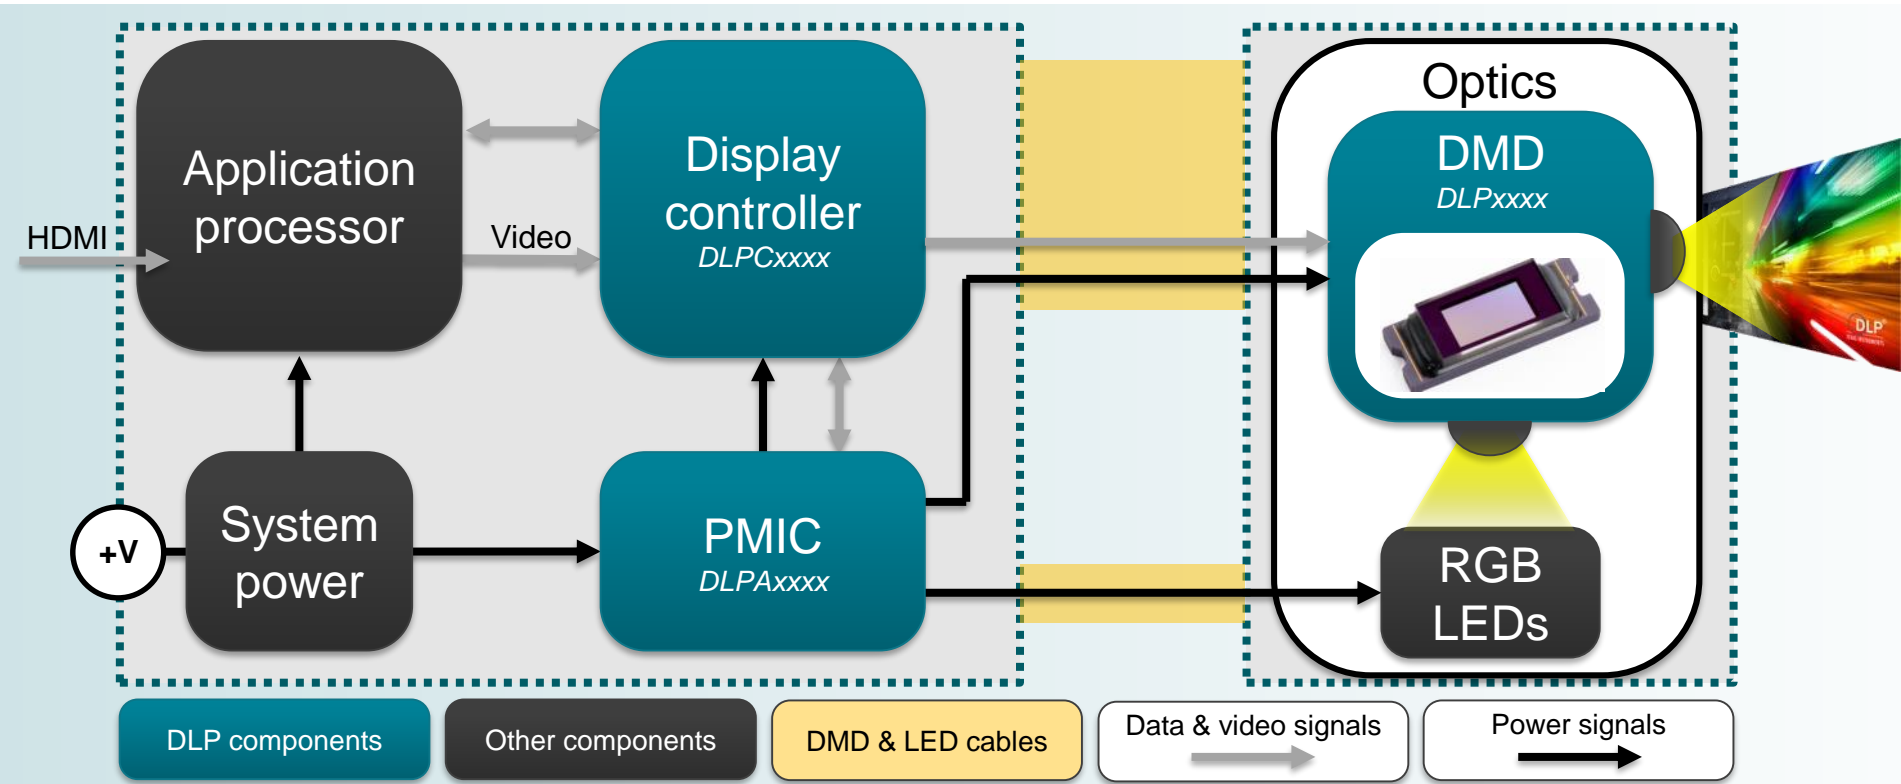 Optics
Application
processor
Display
controller
DLPCxxxx
DMD
DLPxxxx
HDMI
Video
DLP
System
power
+V
PMIC
DLPAxxxx
RGB
LEDs
DLP components
Other components
DMD & LED cables
Data & video signals
Power signals